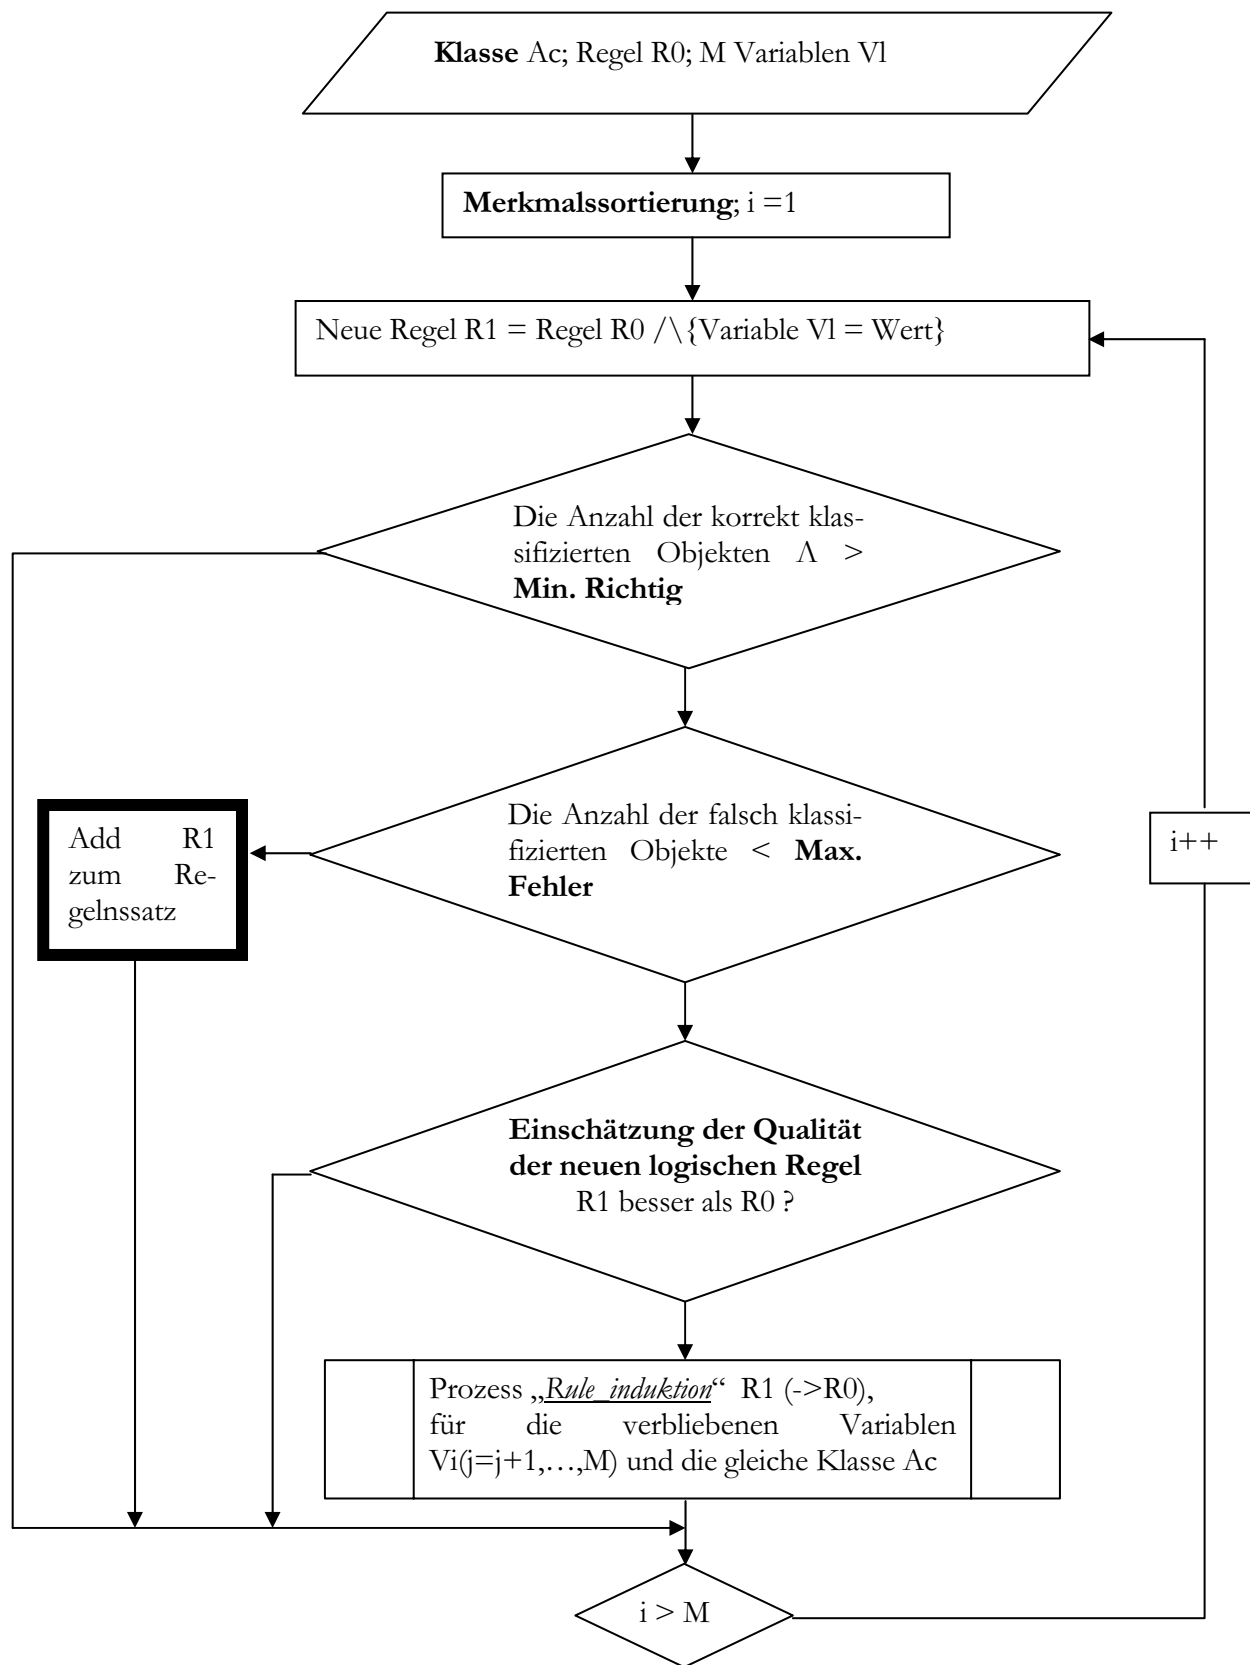 Klasse Ac; Regel R0; M Variablen Vl
Merkmalssortierung; i =1
Neue Regel R1 = Regel R0 /\{Variable Vl = Wert}
Die Anzahl der korrekt klas-
sifizierten Objekten Λ >
Min. Richtig
Die Anzahl der falsch klassi-
fizierten Objekte < Max.
Fehler
Add R1
zum Re-
gelnssatz
i++
Einschätzung der Qualität
der neuen logischen Regel
R1 besser als R0 ?
Prozess „Rule_induktion“ R1 (->R0),
für die verbliebenen Variablen
Vi(j=j+1,…,M) und die gleiche Klasse Ac
i > M